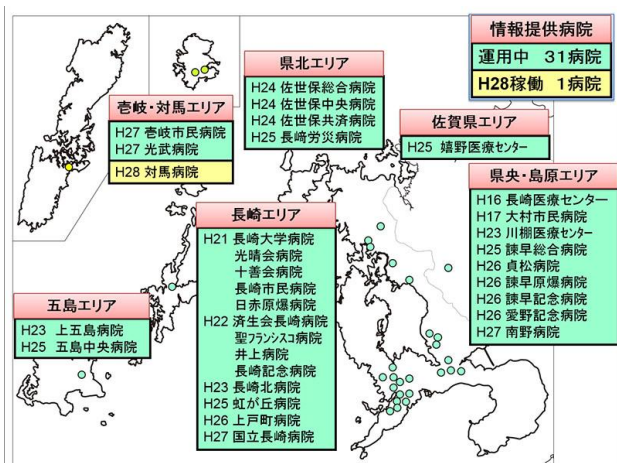 情報提供病院
運用中 31病院
H28稼働 1病院
県北エリア
H24 佐世保総合病院
H24 佐世保中央病院
H24 佐世保共済病院
H25 長崎労災病院
佐賀県エリア
H25 嬉野医療センター
壱岐・対馬エリア
H27 壱岐市民病院
H27 光武病院
H28 対馬病院
県央・島原エリア
H16 長崎医療センター
H17 大村市民病院
H23 川棚医療センター
H25 諫早総合病院
H26 貞松病院
H26 諫早原爆病院
H26 諫早記念病院
H26 愛野記念病院
H27 南野病院
長崎エリア
H21 長崎大学病院
光晴会病院
十善会病院
長崎市民病院
日赤原爆病院
H22 済生会長崎病院
聖フランシスコ病院
井上病院
長崎記念病院
H23 長崎北病院
H25 虹が丘病院
H26 上戸町病院
H27 国立長崎病院
五島エリア
H23 上五島病院
H25 五島中央病院